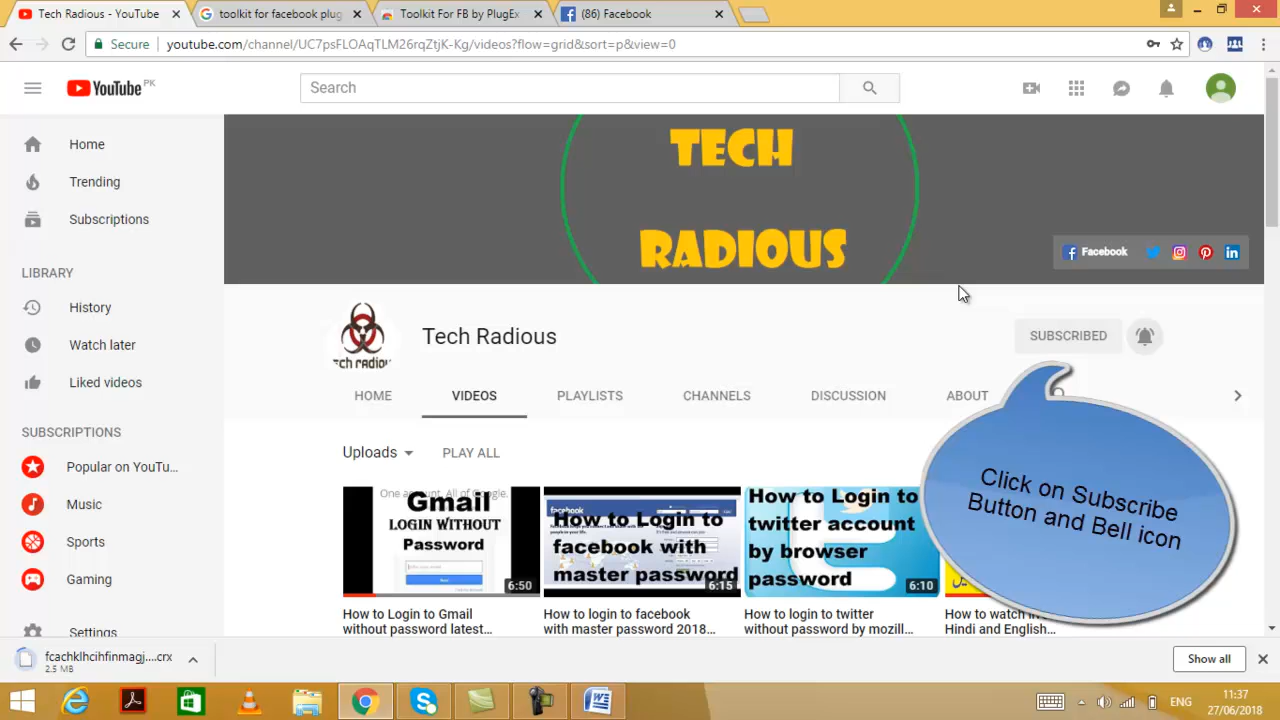 Tech Radious - YouTube
toolkit for facebook plug
Toolkit For FB by PlugEx
(86) Facebook
Secure
youtube.com/channel/UC7psFLOAqTLM26rqZtjK-Kg/videos?flow=grid&sort=p&view=0
YouTube PK
Search
Home
Trending
Subscriptions
LIBRARY
History
Watch later
Liked videos
SUBSCRIPTIONS
Popular on YouTu...
Music
Sports
Gaming
Settings
TECH
RADIOUS
Facebook
Tech Radious
SUBSCRIBED
HOME
VIDEOS
PLAYLISTS
CHANNELS
DISCUSSION
ABOUT
Click on Subscribe
Button and Bell icon
Uploads
PLAY ALL
One account. All of Google.
Gmail
LOGIN WITHOUT
Password
6:50
How to Login to Gmail
without password latest...
facebook
How to Login to
facebook with
master password
6:15
How to login to facebook
with master password 2018...
How to Login to
twitter account
by browser
password
6:10
How to login to twitter
without password by mozill...
How to watch
Hindi and English...
fcachklhcihfinmagj....crx
2.5 MB
Show all
ENG
11:37
27/06/2018